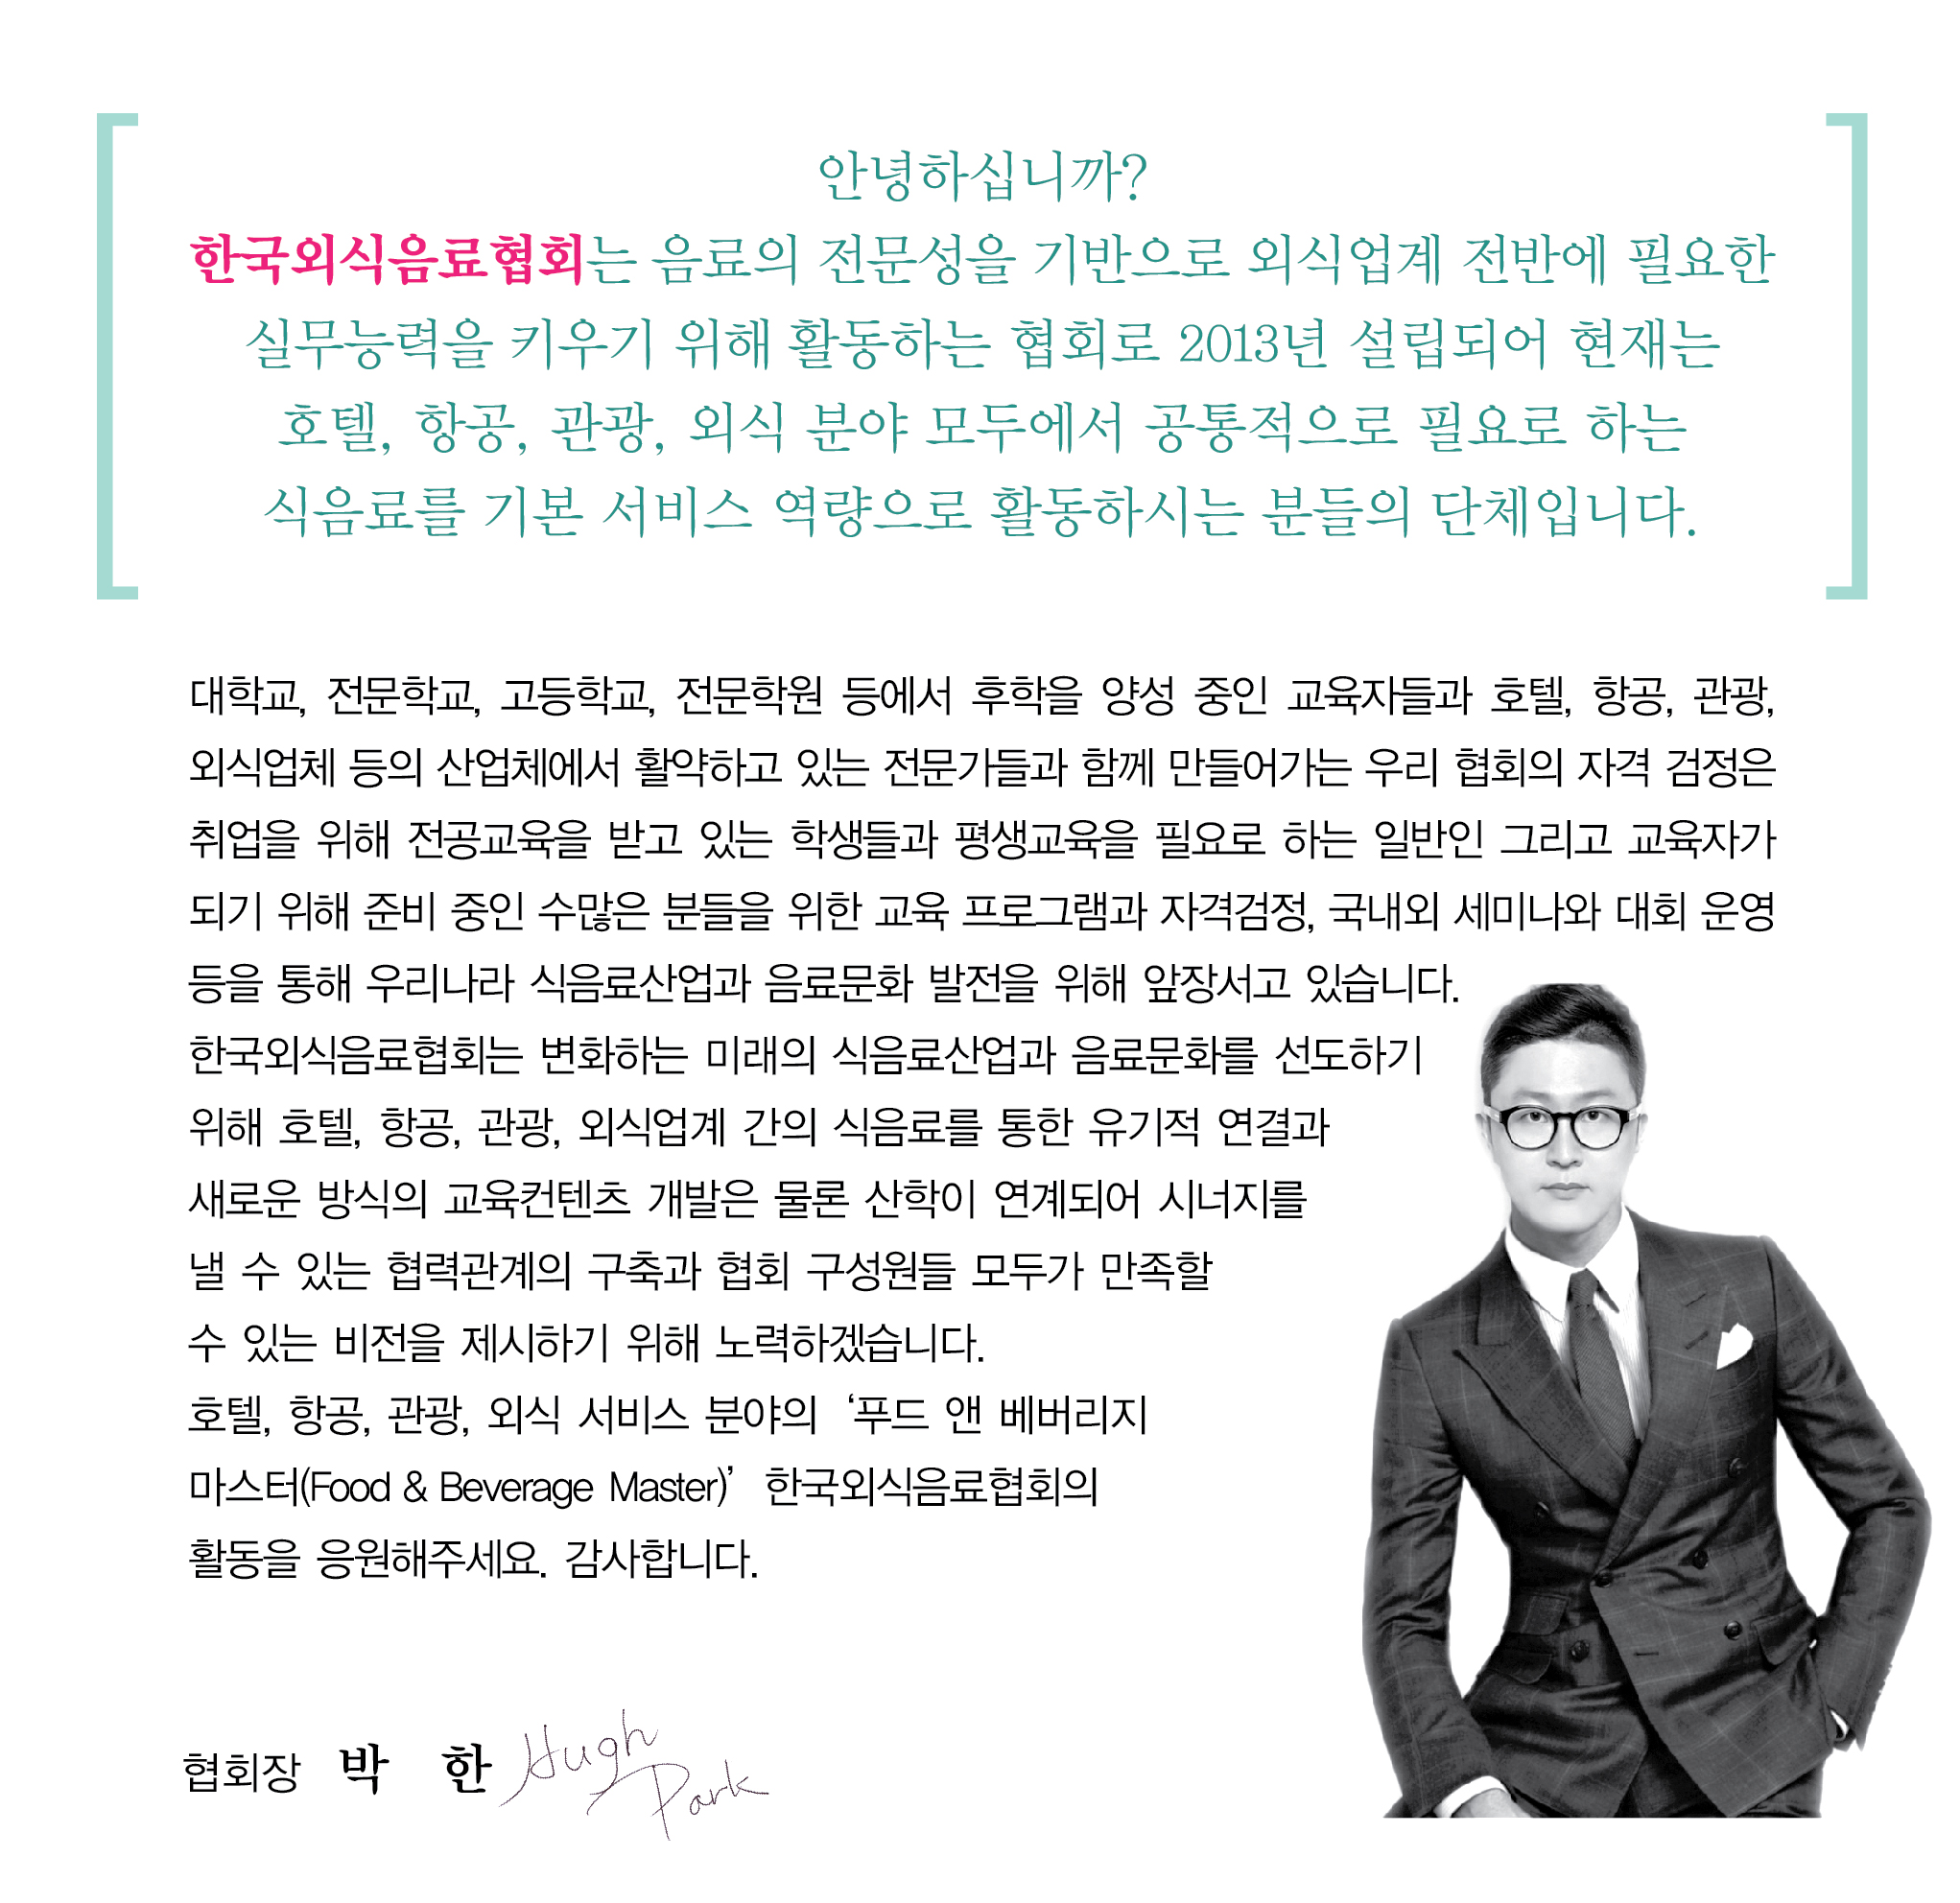 안녕하십니까?
한국외식음료협회는 음료의 전문성을 기반으로 외식업계 전반에 필요한
실무능력을 키우기 위해 활동하는 협회로 2013년 설립되어 현재는
호텔, 항공, 관광, 외식 분야 모두에서 공통적으로 필요로 하는
식음료를 기본 서비스 역량으로 활동하시는 분들의 단체입니다.
대학교, 전문학교, 고등학교, 전문학원 등에서 후학을 양성 중인 교육자들과 호텔, 항공, 관광,
외식업체 등의 산업체에서 활약하고 있는 전문가들과 함께 만들어가는 우리 협회의 자격 검정은
취업을 위해 전공교육을 받고 있는 학생들과 평생교육을 필요로 하는 일반인 그리고 교육자가
되기 위해 준비 중인 수많은 분들을 위한 교육 프로그램과 자격검정, 국내외 세미나와 대회 운영
등을 통해 우리나라 식음료산업과 음료문화 발전을 위해 앞장서고 있습니다.
한국외식음료협회는 변화하는 미래의 식음료산업과 음료문화를 선도하기
위해 호텔, 항공, 관광, 외식업계 간의 식음료를 통한 유기적 연결과
새로운 방식의 교육컨텐츠 개발은 물론 산학이 연계되어 시너지를
낼 수 있는 협력관계의 구축과 협회 구성원들 모두가 만족할
수 있는 비전을 제시하기 위해 노력하겠습니다.
호텔, 항공, 관광, 외식 서비스 분야의 ‘푸드 앤 베버리지
마스터(Food & Beverage Master)’ 한국외식음료협회의
활동을 응원해주세요. 감사합니다.
협회장 박 한 Hugh Park